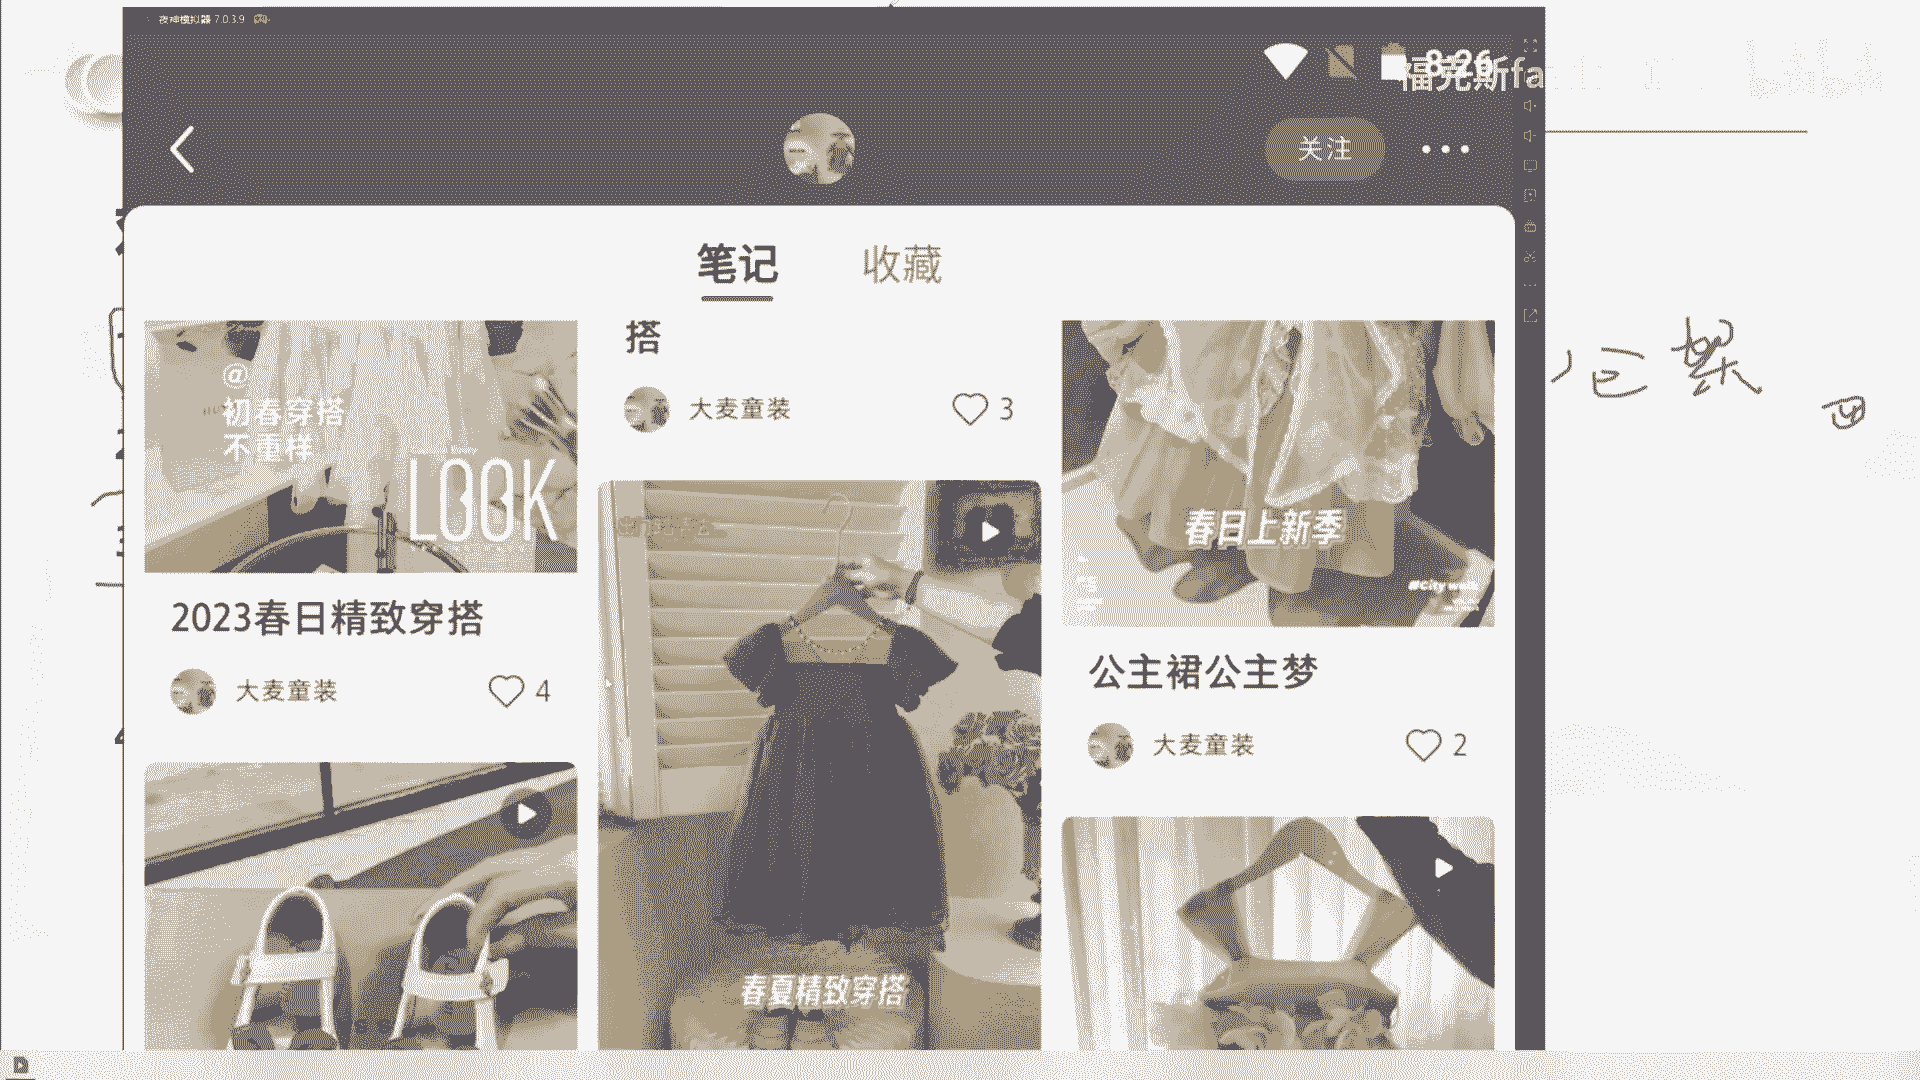 夜神模拟器 7.0.3.9
8:26
福克斯fa
关注
笔记
收藏
@
初春穿搭
不重样
LOOK
2023春日精致穿搭
大麦童装
4
搭
大麦童装
3
春夏精致穿搭
春日上新季
#City walk
公主裙公主梦
大麦童装
2